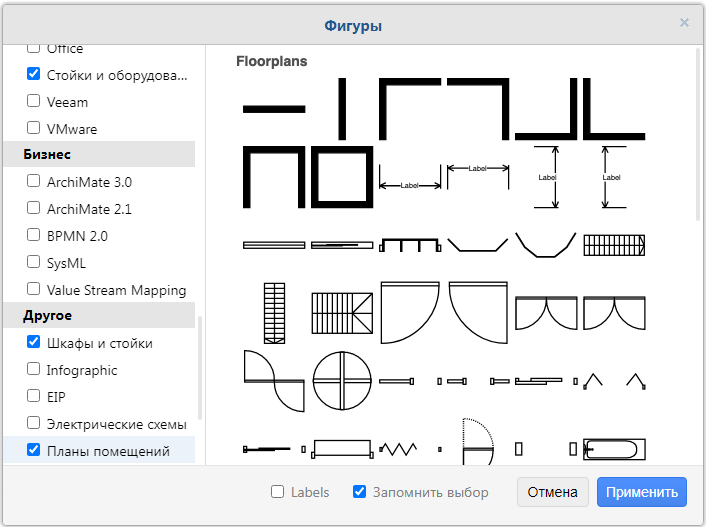 Фигуры
×
Office
Стойки и оборудова...
Veeam
VMware
Бизнес
ArchiMate 3.0
ArchiMate 2.1
BPMN 2.0
SysML
Value Stream Mapping
Другое
Шкафы и стойки
Infographic
EIP
Электрические схемы
Планы помещений
Floorplans
Label
Label
Label
Label
Labels
Запомнить выбор
Отмена
Применить